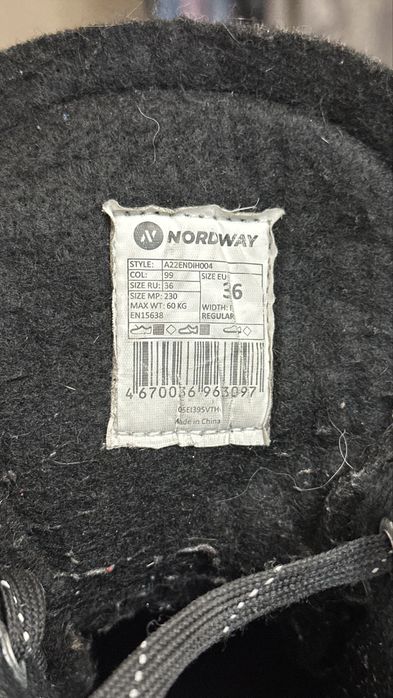 NORDWAY
STYLE: A22ENDIH004
COL: 99 SIZE EU:
SIZE RU: 36 36
SIZE MP: 230
MAX WT: 60 KG WIDTH:
EN15638 REGULAR
4 670036 963097
Made in China